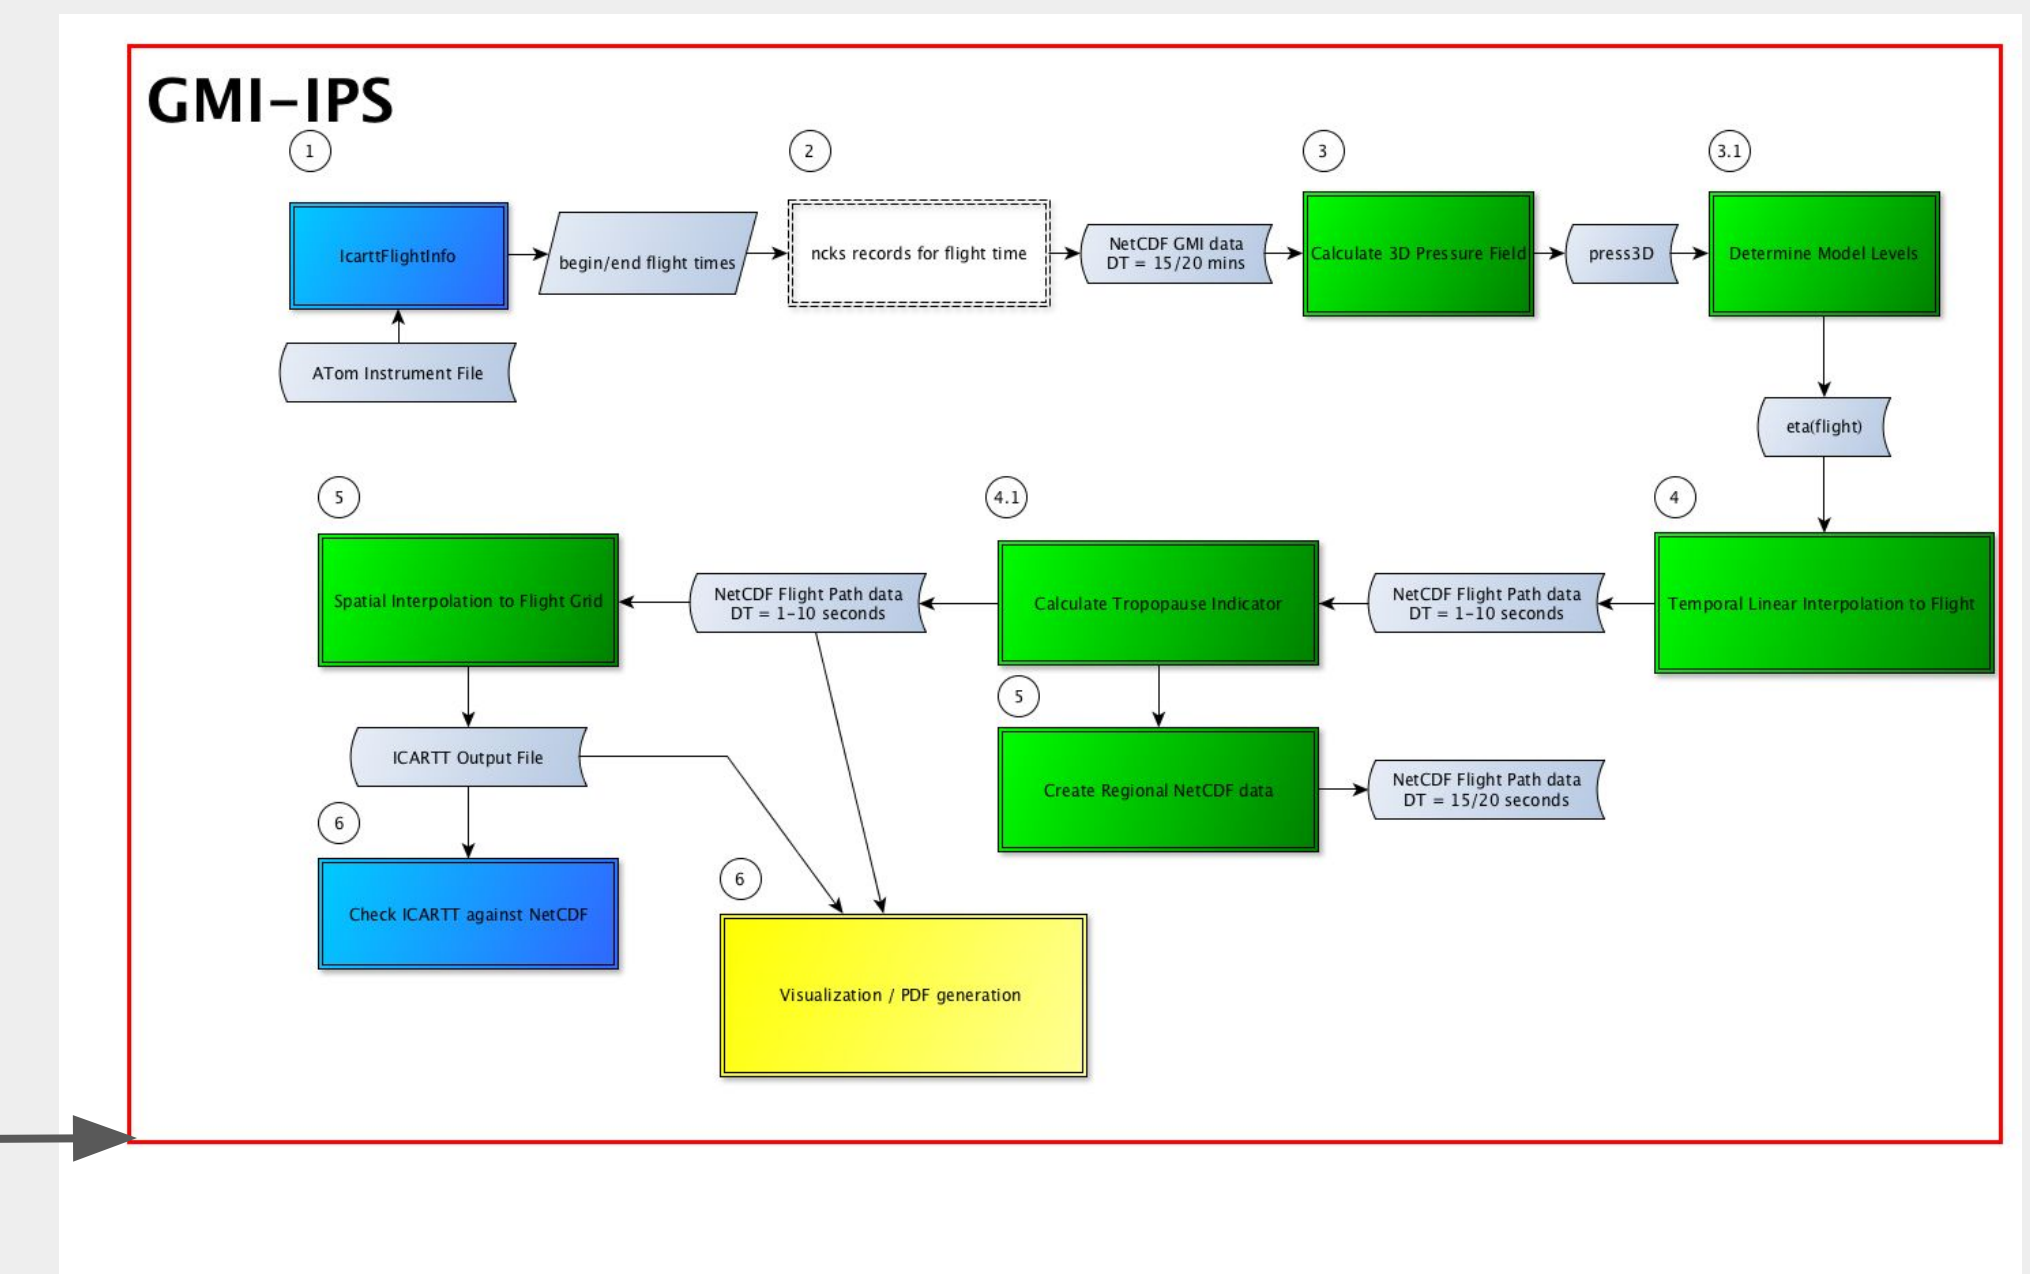 GMI-IPS
1
2
3
3.1
IcarttFlightInfo
begin/end flight times
ncks records for flight time
NetCDF GMI data
DT = 15/20 mins
Calculate 3D Pressure Field
press3D
Determine Model Levels
ATom Instrument File
eta(flight)
5
4.1
4
Spatial Interpolation to Flight Grid
NetCDF Flight Path data
DT = 1-10 seconds
Calculate Tropopause Indicator
NetCDF Flight Path data
DT = 1-10 seconds
Temporal Linear Interpolation to Flight
5
ICARTT Output File
Create Regional NetCDF data
NetCDF Flight Path data
DT = 15/20 seconds
6
6
Check ICARTT against NetCDF
Visualization / PDF generation